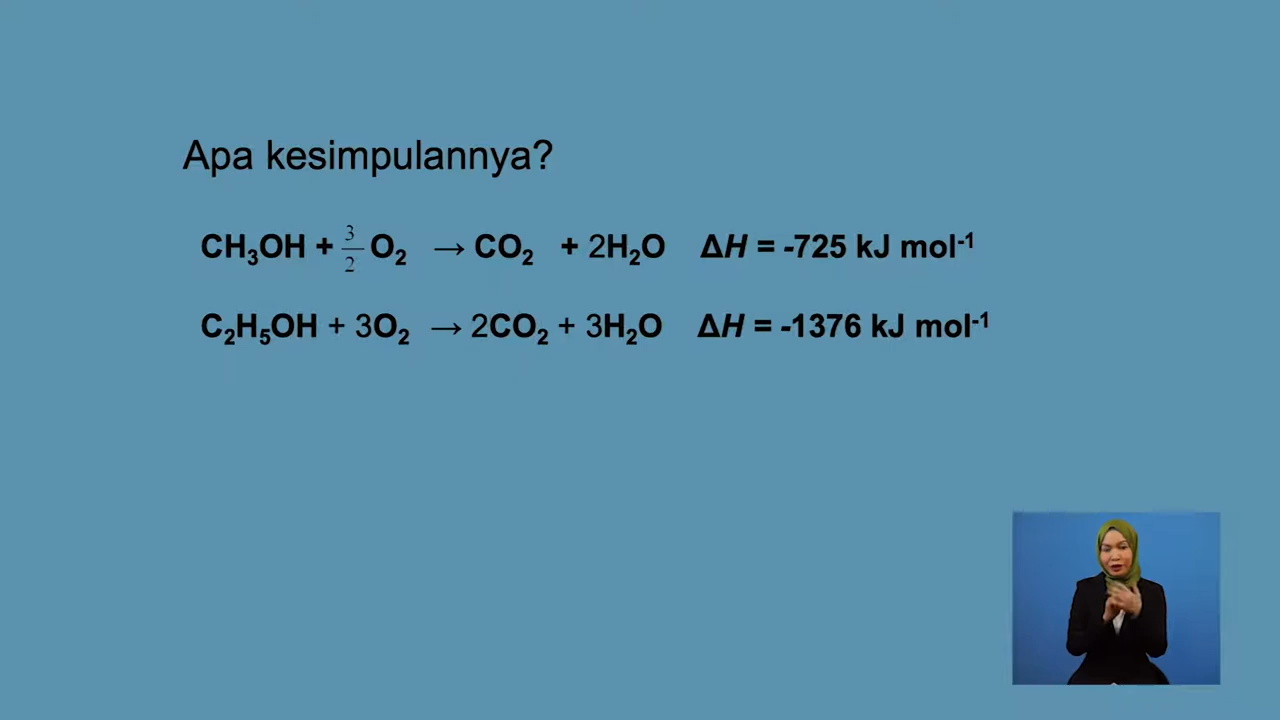 Apa kesimpulannya?
CH₃OH + 3/2 O₂ → CO₂ + 2H₂O ΔH = -725 kJ mol⁻¹
C₂H₅OH + 3O₂ → 2CO₂ + 3H₂O ΔH = -1376 kJ mol⁻¹